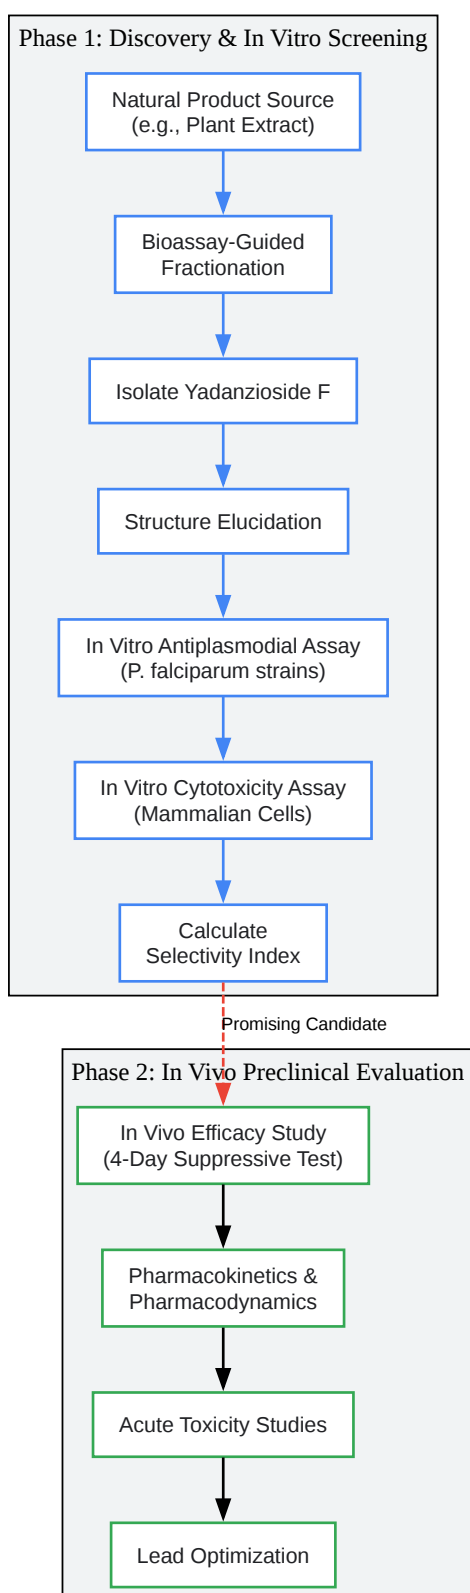 Phase 1: Discovery & In Vitro Screening
Natural Product Source
(e.g., Plant Extract)
Bioassay-Guided
Fractionation
Isolate Yadanzioside F
Structure Elucidation
In Vitro Antiplasmodial Assay
(P. falciparum strains)
In Vitro Cytotoxicity Assay
(Mammalian Cells)
Calculate
Selectivity Index
Promising Candidate
Phase 2: In Vivo Preclinical Evaluation
In Vivo Efficacy Study
(4-Day Suppressive Test)
Pharmacokinetics &
Pharmacodynamics
Acute Toxicity Studies
Lead Optimization